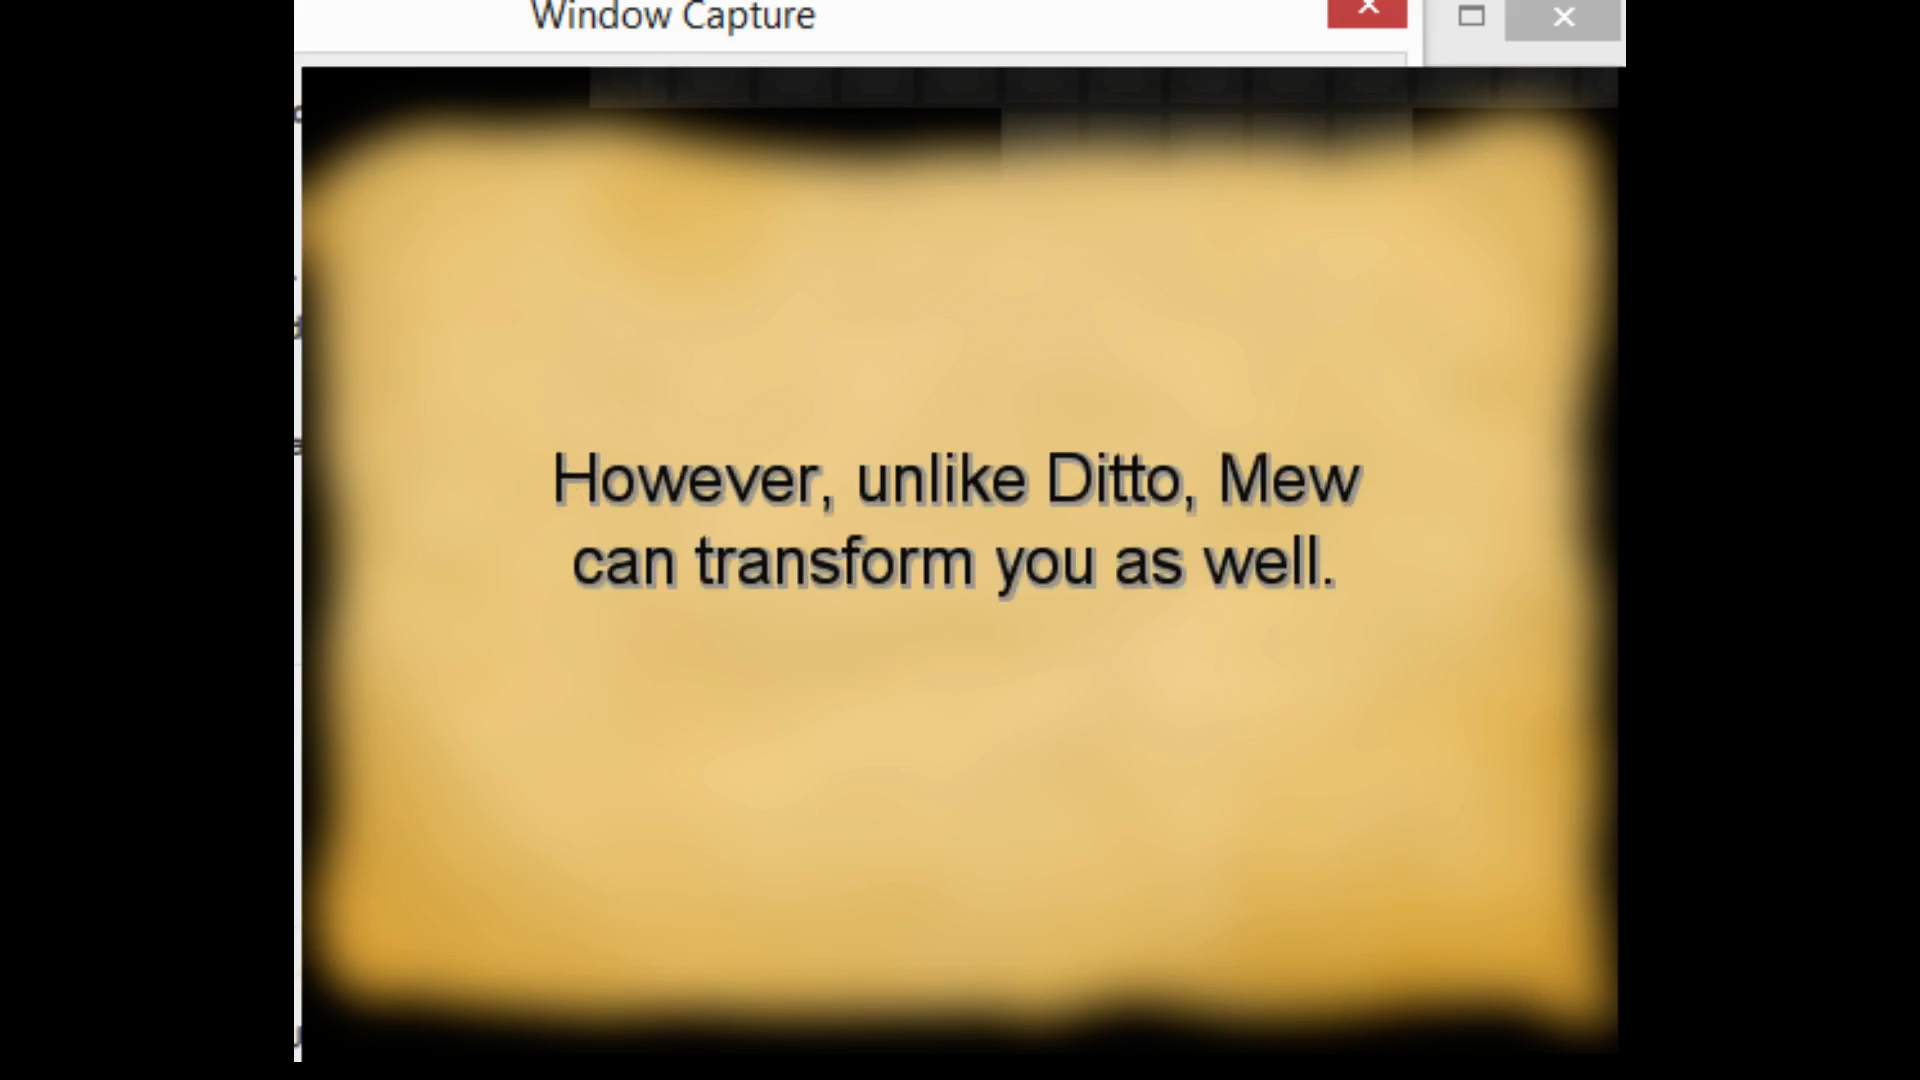 Window Capture
However, unlike Ditto, Mew
can transform you as well.